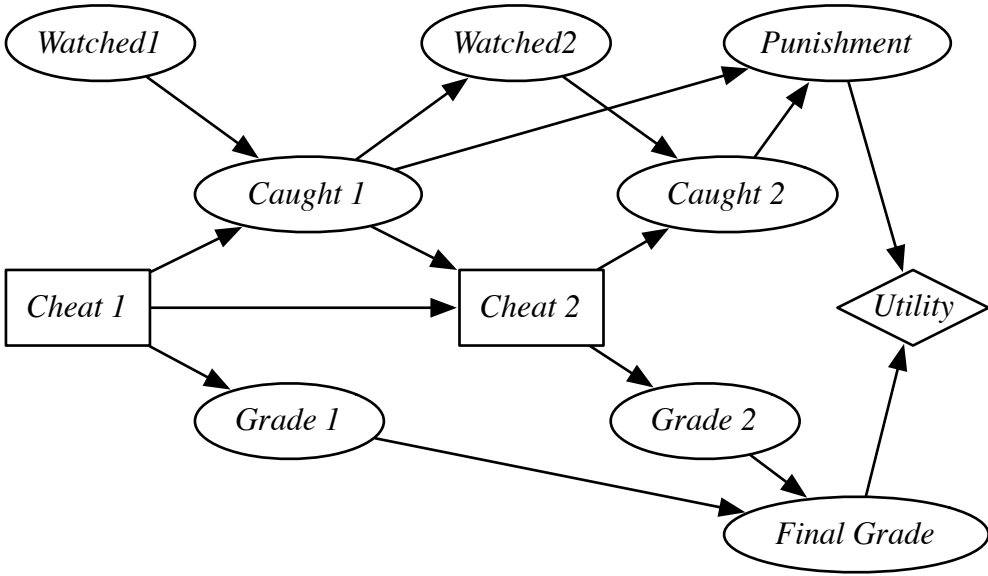 Watched1
Watched2
Punishment
Caught 1
Caught 2
Cheat 1
Cheat 2
Utility
Grade 1
Grade 2
Final Grade